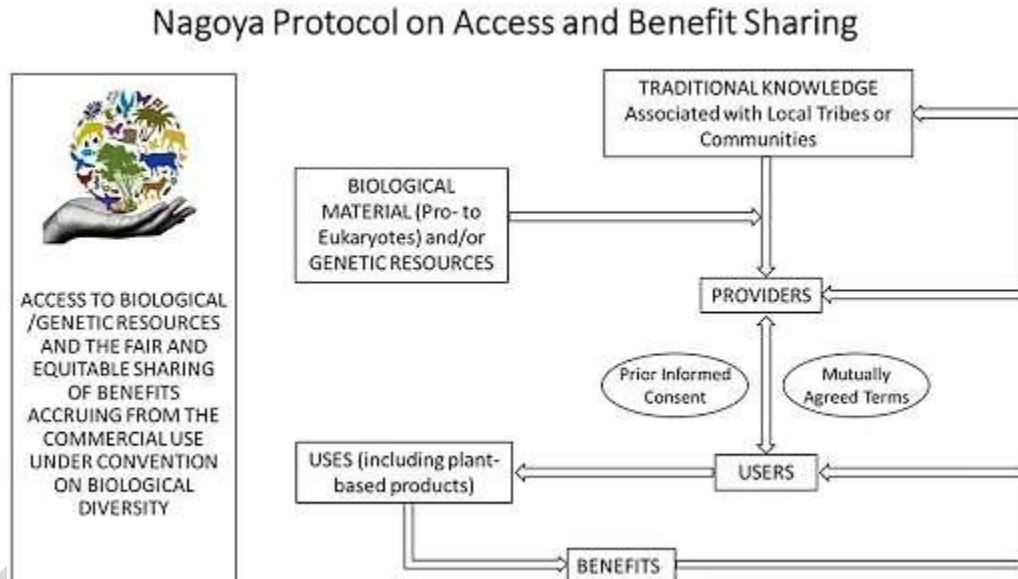 Nagoya Protocol on Access and Benefit Sharing
ACCESS TO BIOLOGICAL
/GENETIC RESOURCES
AND THE FAIR AND
EQUITABLE SHARING
OF BENEFITS
ACCRUING FROM THE
COMMERCIAL USE
UNDER CONVENTION
ON BIOLOGICAL
DIVERSITY
TRADITIONAL KNOWLEDGE
Associated with Local Tribes or
Communities
BIOLOGICAL
MATERIAL (Pro- to
Eukaryotes) and/or
GENETIC RESOURCES
PROVIDERS
Prior Informed
Consent
Mutually
Agreed Terms
USERS
USES (including plant-
based products)
BENEFITS